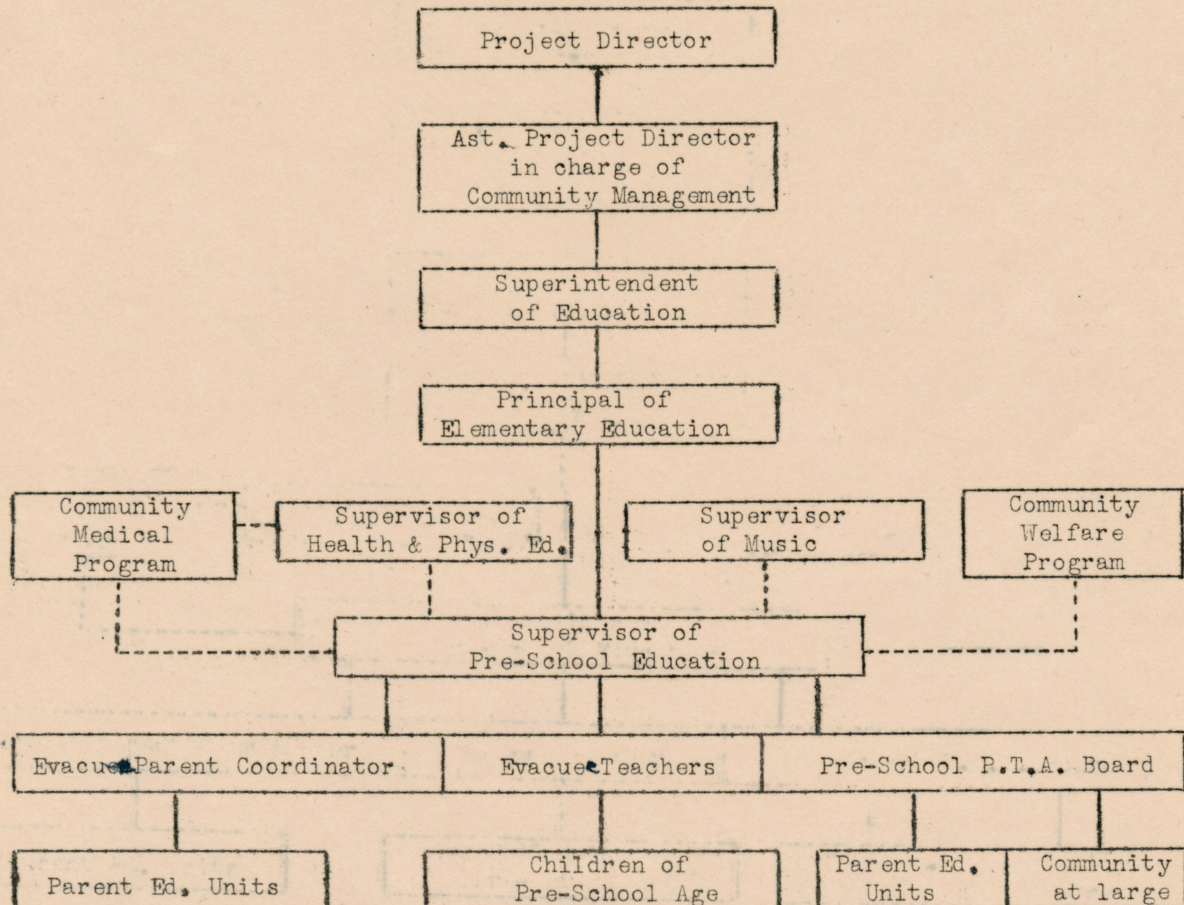 Project Director
Ast. Project Director
in charge of
Community Management
Superintendent
of Education
Principal of
Elementary Education
Community
Medical
Program
Supervisor of
Health & Phys. Ed.
Supervisor
of Music
Community
Welfare
Program
Supervisor of
Pre-School Education
Evacuee Parent Coordinator
Evacuee Teachers
Pre-School P.T.A. Board
Parent Ed. Units
Children of
Pre-School Age
Parent Ed.
Units
Community
at large